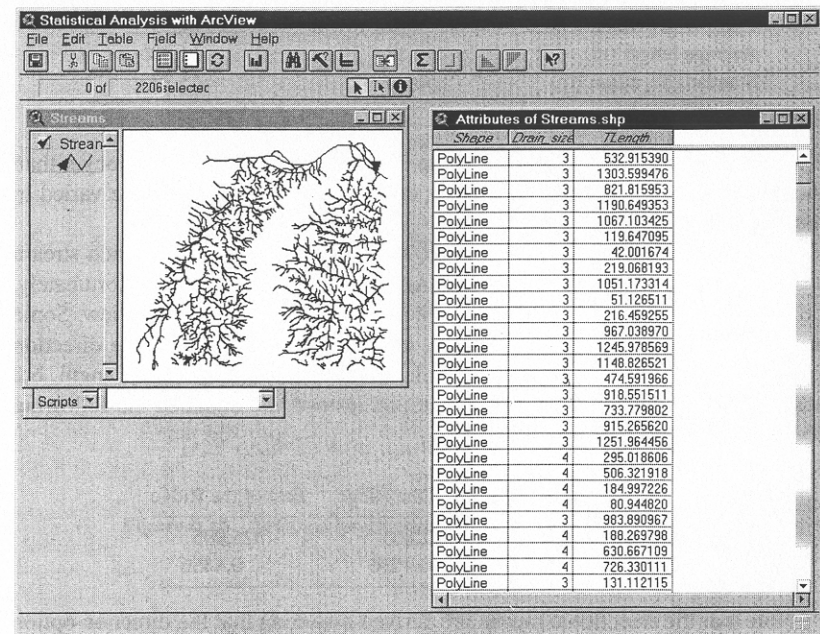 Statistical Analysis with ArcView
File Edit Table Field Window Help
0 of 2206selectec
Streams
Strean
Scripts
Attributes of Streams.shp
Shape Drain_size TLength
PolyLine 3 532.915390
PolyLine 3 1303.599476
PolyLine 3 821.815953
PolyLine 3 1190.649353
PolyLine 3 1067.103425
PolyLine 3 119.647095
PolyLine 3 42.001674
PolyLine 3 219.068193
PolyLine 3 1051.173314
PolyLine 3 51.126511
PolyLine 3 216.459255
PolyLine 3 967.038970
PolyLine 3 1245.978569
PolyLine 3 1148.826521
PolyLine 3 474.591966
PolyLine 3 918.551511
PolyLine 3 733.779802
PolyLine 3 915.265620
PolyLine 3 1251.964456
PolyLine 4 295.018606
PolyLine 4 506.321918
PolyLine 4 184.997226
PolyLine 4 80.944820
PolyLine 3 983.890967
PolyLine 4 188.269798
PolyLine 4 630.667109
PolyLine 4 726.330111
PolyLine 3 131.112115